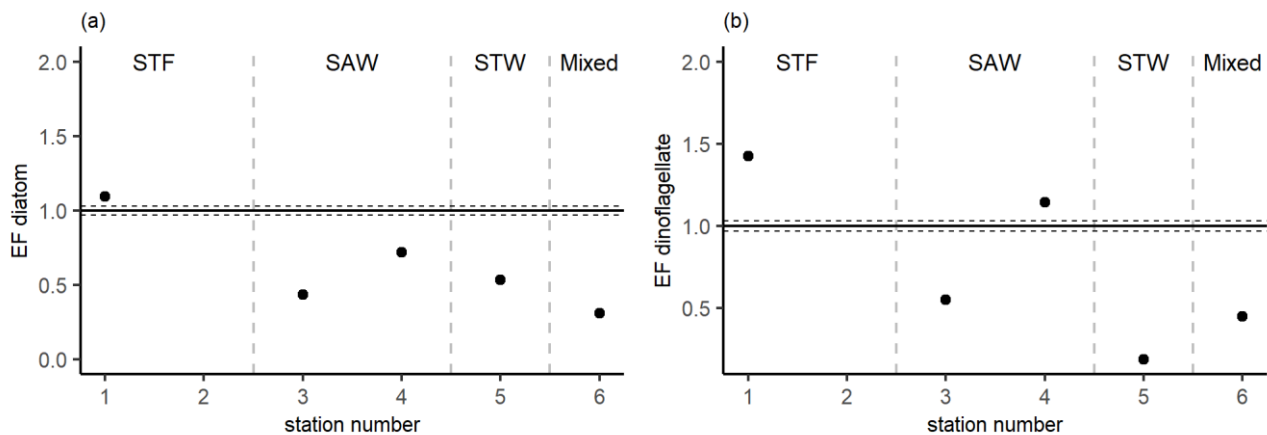 (a)
STF SAW STW Mixed
2.0
1.5
1.0
0.5
0.0
EF diatom
1 2 3 4 5 6
station number
(b)
STF SAW STW Mixed
2.0
1.5
1.0
0.5
EF dinoflagellate
1 2 3 4 5 6
station number